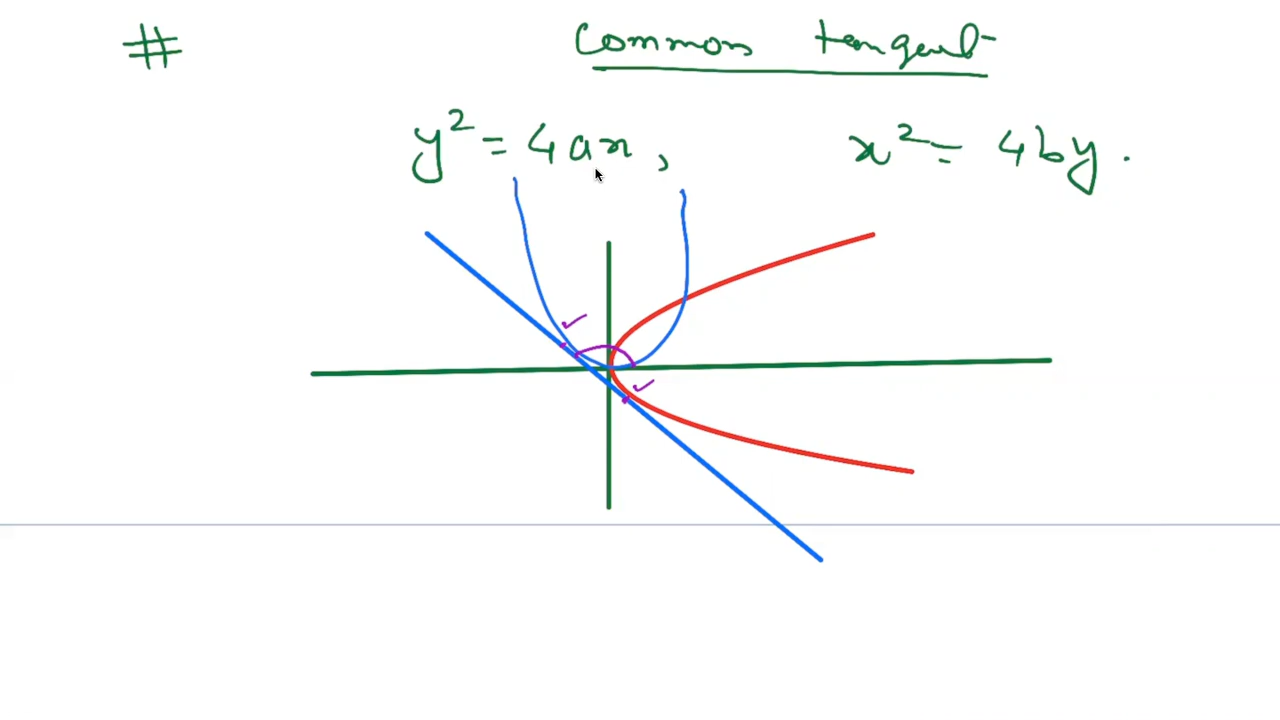 # Common tangent
y² = 4ax, x² = 4by.